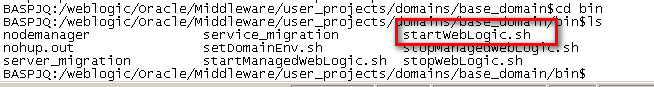 BASPJQ:/weblogic/Oracle/Middleware/user_projects/domains/base_domain$cd bin
BASPJQ:/weblogic/Oracle/Middleware/user_projects/domains/base_domain/bin$ls
nodemanager service_migration startWebLogic.sh
nohup.out setDomainEnv.sh stopManagedWebLogic.sh
server_migration startManagedWebLogic.sh stopWebLogic.sh
BASPJQ:/weblogic/Oracle/Middleware/user_projects/domains/base_domain/bin$